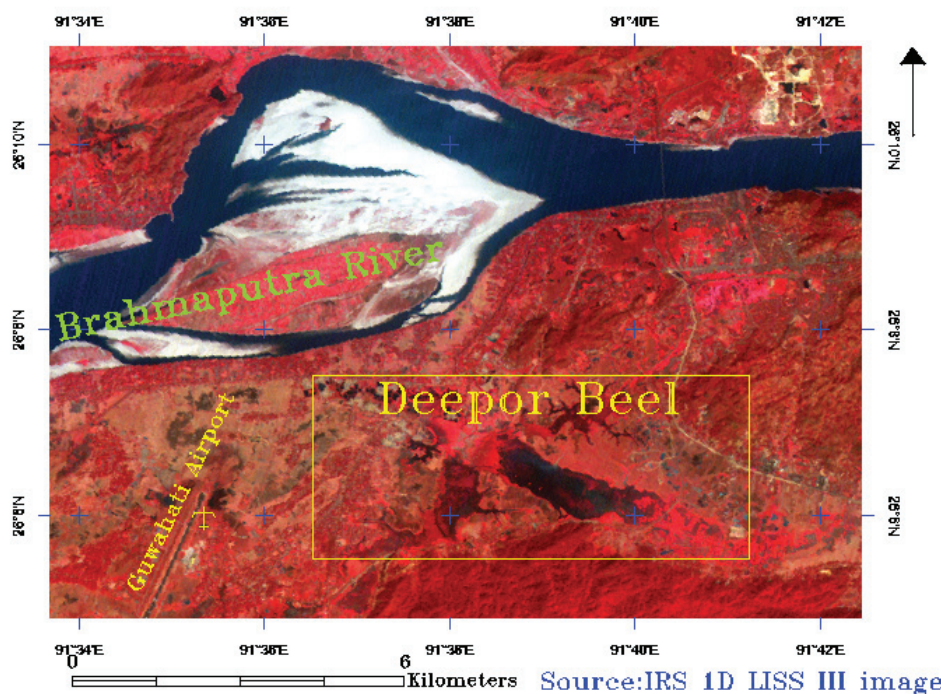 91°34'E 91°36'E 91°38'E 91°40'E 91°42'E
26°10'N 26°10'N
Brahmaputra River
26°8'N 26°8'N
Deepor Beel
Guwahati Airport
26°6'N 26°6'N
91°34'E 91°36'E 91°38'E 91°40'E 91°42'E
0 6
Kilometers
Source:IRS 1D LISS III image